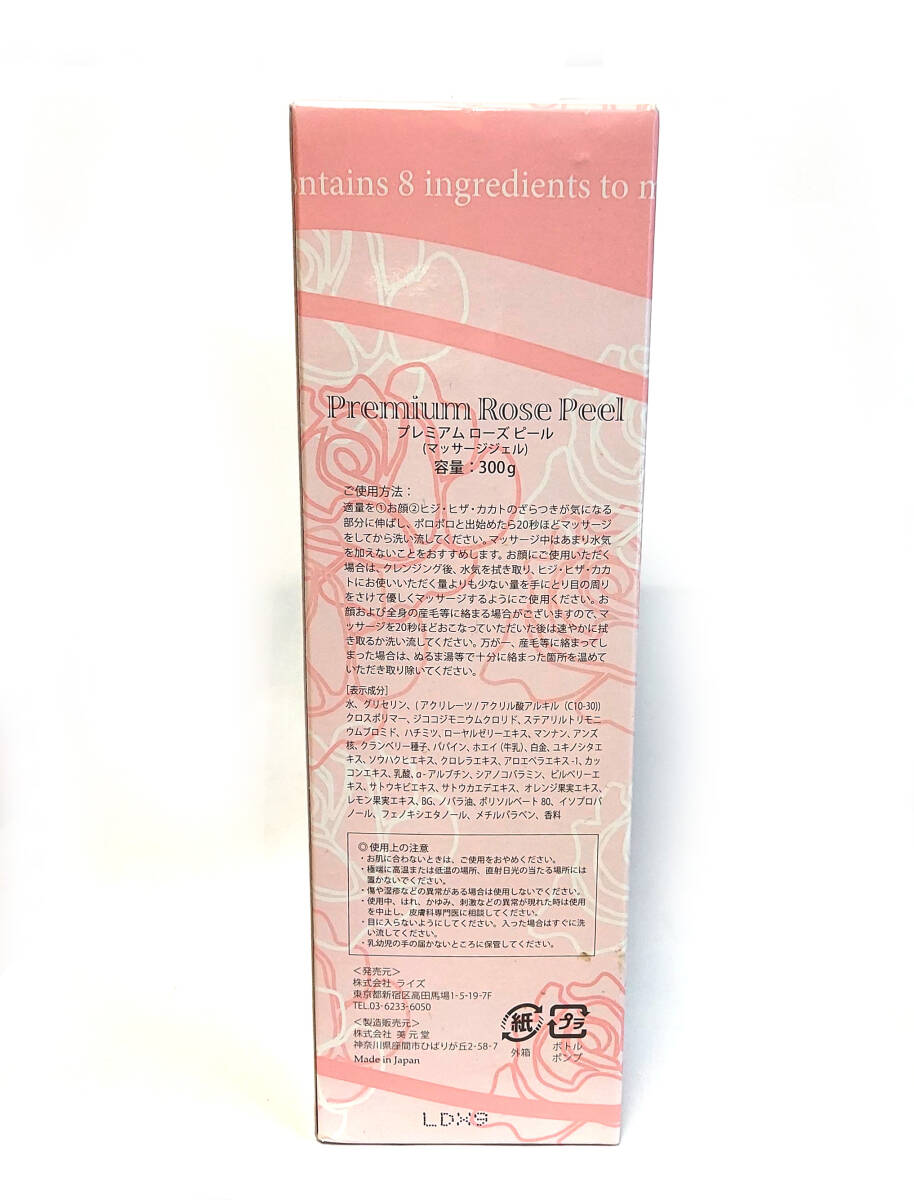 ontains 8 ingredients to m
Premium Rose Peel
プレミアム ローズ ピール
(マッサージジェル)
容量：300g
ご使用方法：
適量を①お顔②ヒジ・ヒザ・カカトのざらつきが気になる
部分に伸ばし、ポロポロと出始めたら20秒ほどマッサージ
をしてから洗い流してください。マッサージ中はあまり水気
を加えないことをおすすめします。お顔にご使用いただく
場合は、クレンジング後、水気を拭き取り、ヒジ・ヒザ・カカ
トにお使いいただく量よりも少ない量を手にとり目の周り
をさけて優しくマッサージするようにご使用ください。お
顔および全身の産毛等に絡まる場合がございますので、マ
ッサージを20秒ほどおこなっていただいた後は速やかに拭
き取るか洗い流してください。万が一、産毛等に絡まってし
まった場合は、ぬるま湯等で十分に絡まった箇所を温めて
いただき取り除いてください。
[表示成分]
水、グリセリン、(アクリレーツ/アクリル酸アルキル（C10-30))
クロスポリマー、ジココジモニウムクロリド、ステアリルトリモニ
ウムブロミド、ハチミツ、ローヤルゼリーエキス、マンナン、アンズ
核、クランベリー種子、パパイン、ホエイ（牛乳）、白金、ユキノシタエ
キス、ソウハクヒエキス、クロレラエキス、アロエベラエキス-1、カッ
コンエキス、乳酸、α-アルブチン、シアノコバラミン、ビルベリーエ
キス、サトウキビエキス、サトウカエデエキス、オレンジ果実エキス、
レモン果実エキス、BG、ノバラ油、ポリソルベート80、イソプロパ
ノール、フェノキシエタノール、メチルパラベン、香料
◎使用上の注意
・お肌に合わないときは、ご使用をおやめください。
・極端に高温または低温の場所、直射日光の当たる場所には
置かないでください。
・傷や湿疹などの異常がある場合は使用しないでください。
・使用中、はれ、かゆみ、刺激などの異常が現れた時は使用
を中止し、皮膚科専門医に相談してください。
・目に入らないようにしてください。入った場合はすぐに洗
い流してください。
・乳幼児の手の届かないところに保管してください。
＜発売元＞
株式会社 ライズ
東京都新宿区高田馬場1-5-19-7F
TEL.03-6233-6050
＜製造販売元＞
株式会社 美元堂
神奈川県座間市ひばりが丘2-58-7
Made in Japan
紙
外箱
プラ
ボトル
ポンプ
LDX9